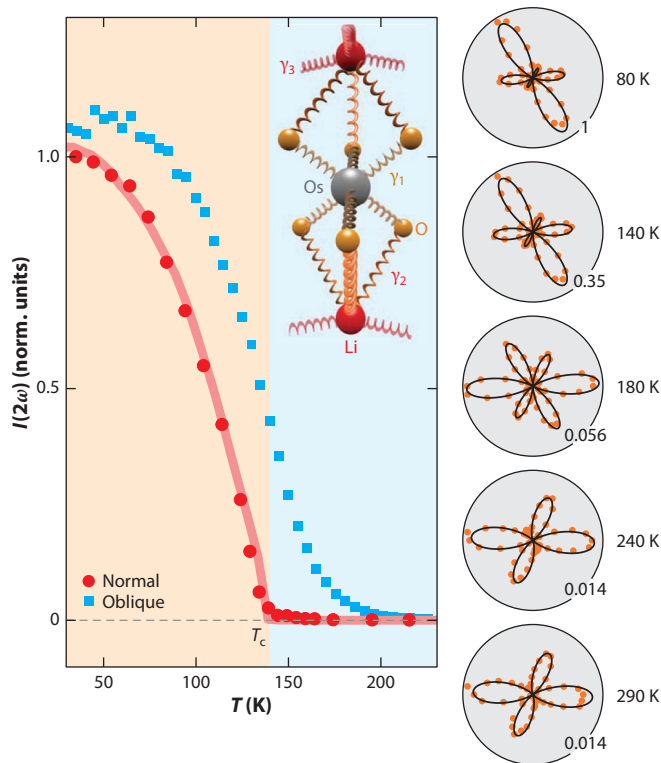 I(2ω) (norm. units)
1.0
0.5
0
50
100
150
200
T (K)
T_c
Normal
Oblique
γ₃
Os
γ₁
O
γ₂
Li
80 K
1
140 K
0.35
180 K
0.056
240 K
0.014
290 K
0.014